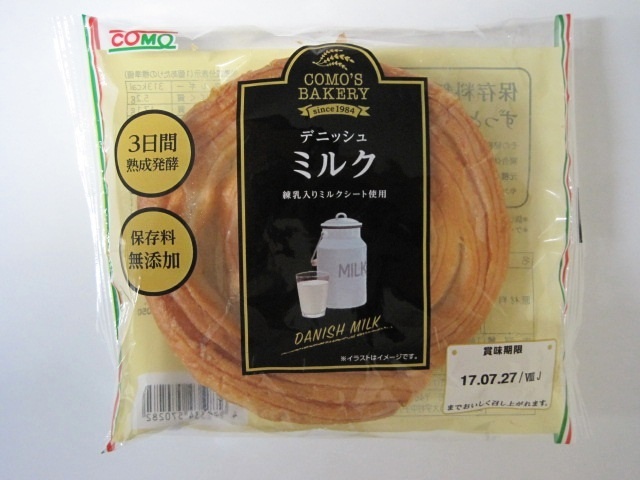 COMO
COMO'S
BAKERY
since1984
デニッシュ
ミルク
練乳入りミルクシート使用
3日間
熟成発酵
保存料
無添加
MILK
DANISH MILK
※イラストはイメージです。
賞味期限
17.07.27/Ⅷ J
までおいしく召し上がれます。